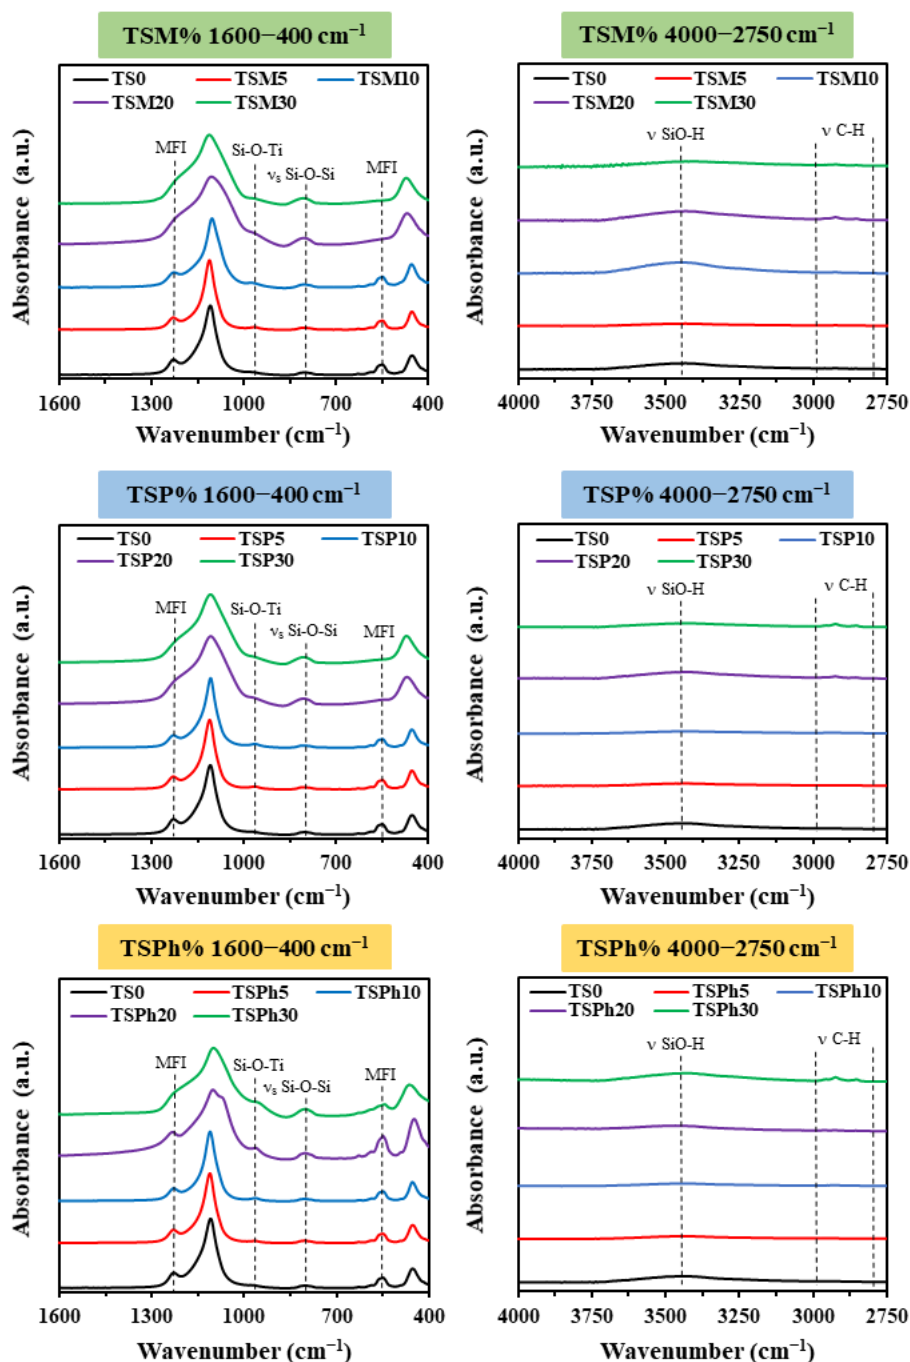 TSM% 1600−400 cm−1
TS0 TSM5 TSM10
TSM20 TSM30
MFI
Si-O-Ti
νs Si-O-Si
MFI
Absorbance (a.u.)
1600 1300 1000 700 400
Wavenumber (cm−1)
TSM% 4000−2750 cm−1
TS0 TSM5 TSM10
TSM20 TSM30
ν SiO-H
ν C-H
Absorbance (a.u.)
4000 3750 3500 3250 3000 2750
Wavenumber (cm−1)
TSP% 1600−400 cm−1
TS0 TSP5 TSP10
TSP20 TSP30
MFI
Si-O-Ti
νs Si-O-Si
MFI
Absorbance (a.u.)
1600 1300 1000 700 400
Wavenumber (cm−1)
TSP% 4000−2750 cm−1
TS0 TSP5 TSP10
TSP20 TSP30
ν SiO-H
ν C-H
Absorbance (a.u.)
4000 3750 3500 3250 3000 2750
Wavenumber (cm−1)
TSPh% 1600−400 cm−1
TS0 TSPh5 TSPh10
TSPh20 TSPh30
MFI
Si-O-Ti
νs Si-O-Si
MFI
Absorbance (a.u.)
1600 1300 1000 700 400
Wavenumber (cm−1)
TSPh% 4000−2750 cm−1
TS0 TSPh5 TSPh10
TSPh20 TSPh30
ν SiO-H
ν C-H
Absorbance (a.u.)
4000 3750 3500 3250 3000 2750
Wavenumber (cm−1)